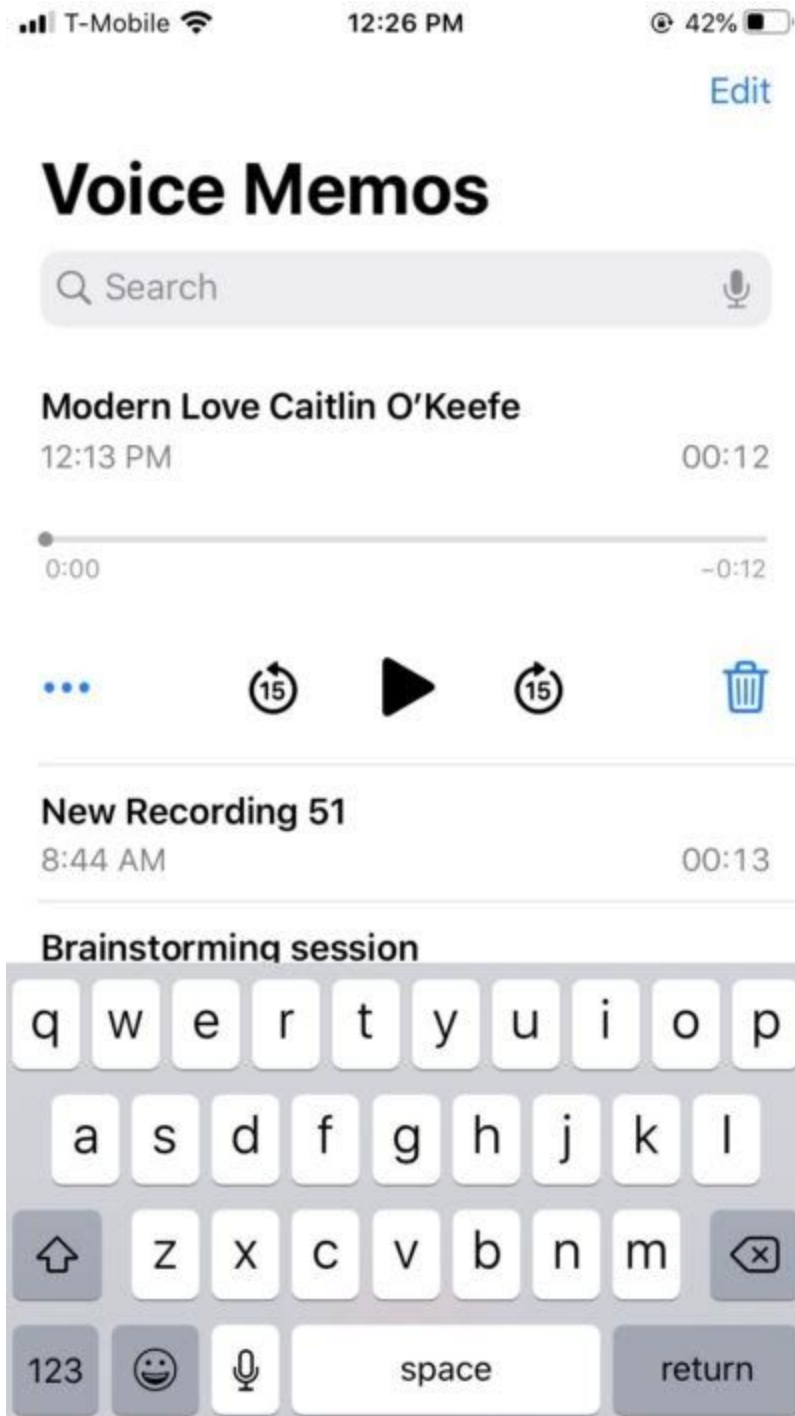 T-Mobile 12:26 PM 42%
Edit
Voice Memos
Search
Modern Love Caitlin O’Keefe
12:13 PM 00:12
0:00 −0:12
15 15
New Recording 51
8:44 AM 00:13
Brainstorming session
q w e r t y u i o p
a s d f g h j k l
z x c v b n m
123 space return